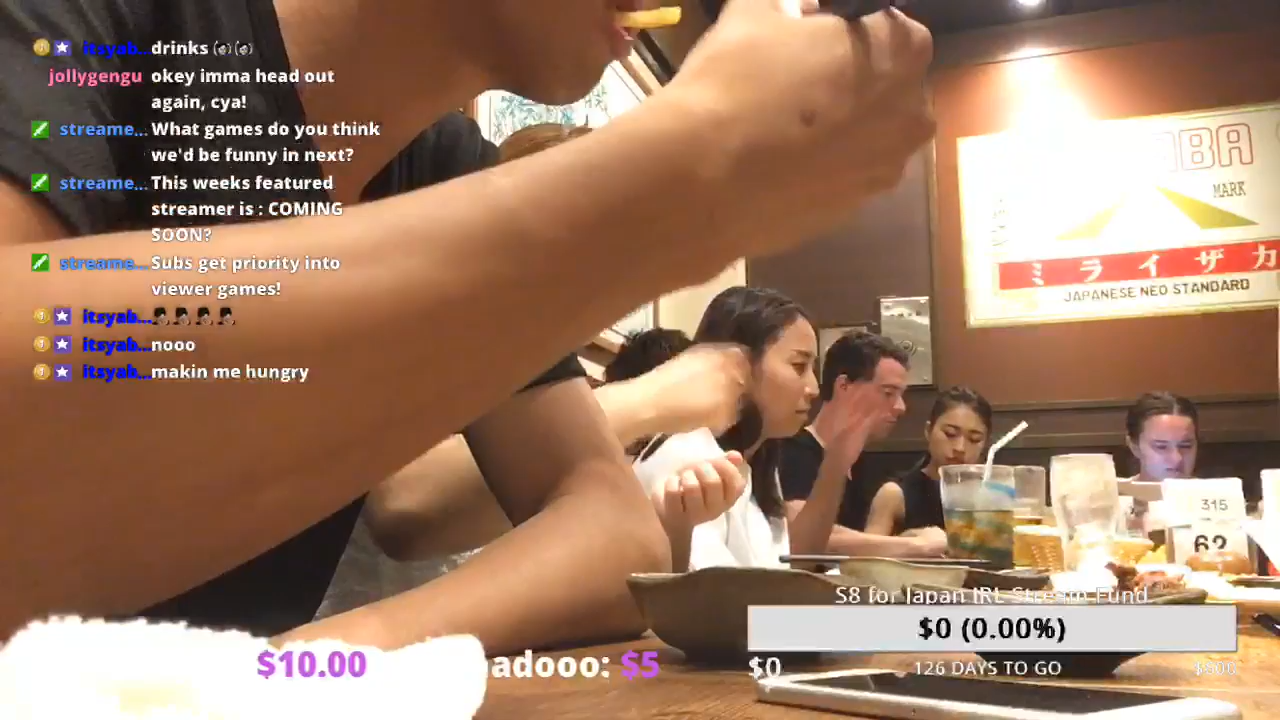 itsyab... drinks
jollygengu okey imma head out
again, cya!
streame... What games do you think
we'd be funny in next?
streame... This weeks featured
streamer is : COMING
SOON?
streame... Subs get priority into
viewer games!
itsyab...
itsyab... nooo
itsyab... makin me hungry
BA
MARK
ミライザカ
JAPANESE NEO STANDARD
315
62
S8 for Japan IRL Stream Fund
$0 (0.00%)
$0 126 DAYS TO GO $800
$10.00 adooo: $5